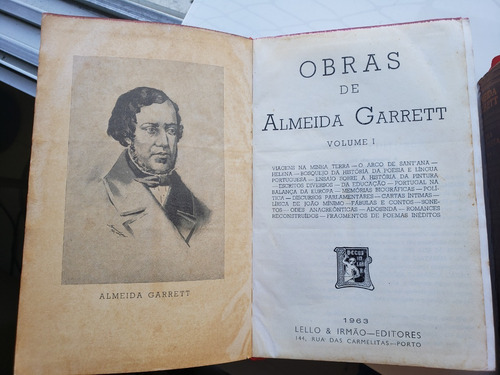 ALMEIDA GARRETT
OBRAS
DE
ALMEIDA GARRETT
VOLUME I
VIAGENS NA MINHA TERRA — O ARCO DE SANT'ANA —
HELENA — BOSQUEJO DA HISTÓRIA DA POESIA E LÍNGUA
PORTUGUESA — ENSAIO SOBRE A HISTÓRIA DA PINTURA
— ESCRITOS DIVERSOS — DA EDUCAÇÃO — PORTUGAL NA
BALANÇA DA EUROPA — MEMÓRIAS BIOGRÁFICAS — POLÍ-
TICA — DISCURSOS PARLAMENTARES — CARTAS ÍNTIMAS —
LÍRICA DE JOÃO MÍNIMO — FÁBULAS E CONTOS — SONE-
TOS — ODES ANACREÔNTICAS — ADOSINDA — ROMANCES
RECONSTRUÍDOS — FRAGMENTOS DE POEMAS INÉDITOS
1963
LELLO & IRMÃO — EDITORES
144, RUA DAS CARMELITAS — PORTO